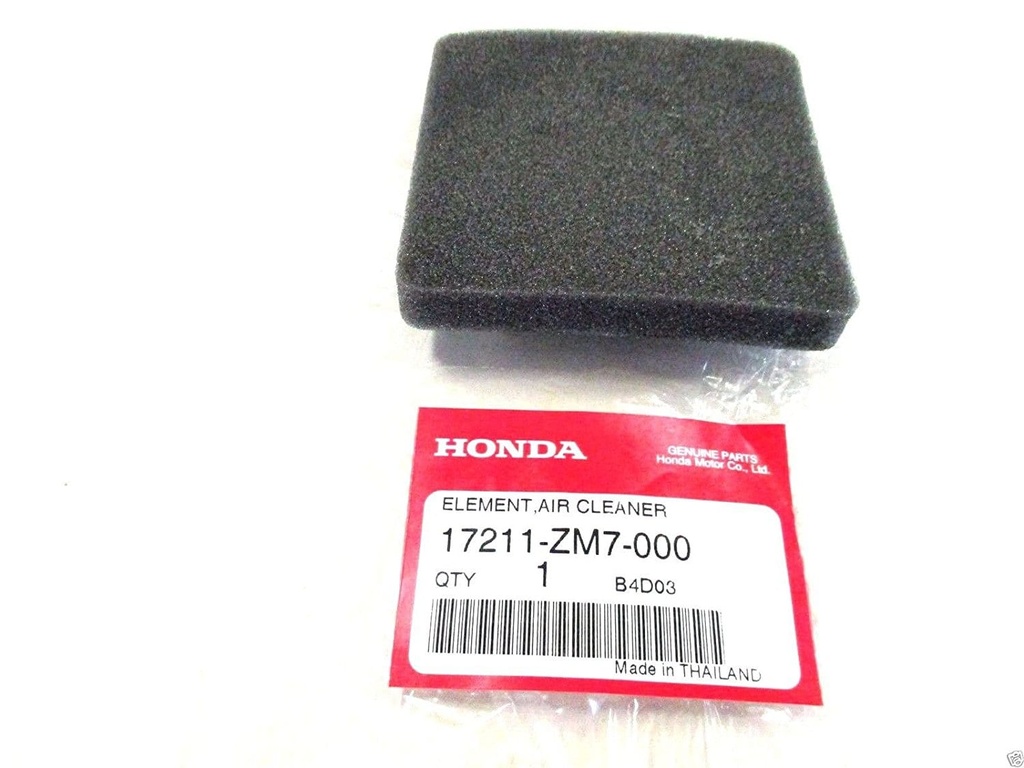 HONDA
GENUINE PARTS
Honda Motor Co., Ltd.
ELEMENT,AIR CLEANER
17211-ZM7-000
QTY 1 B4D03
Made in THAILAND